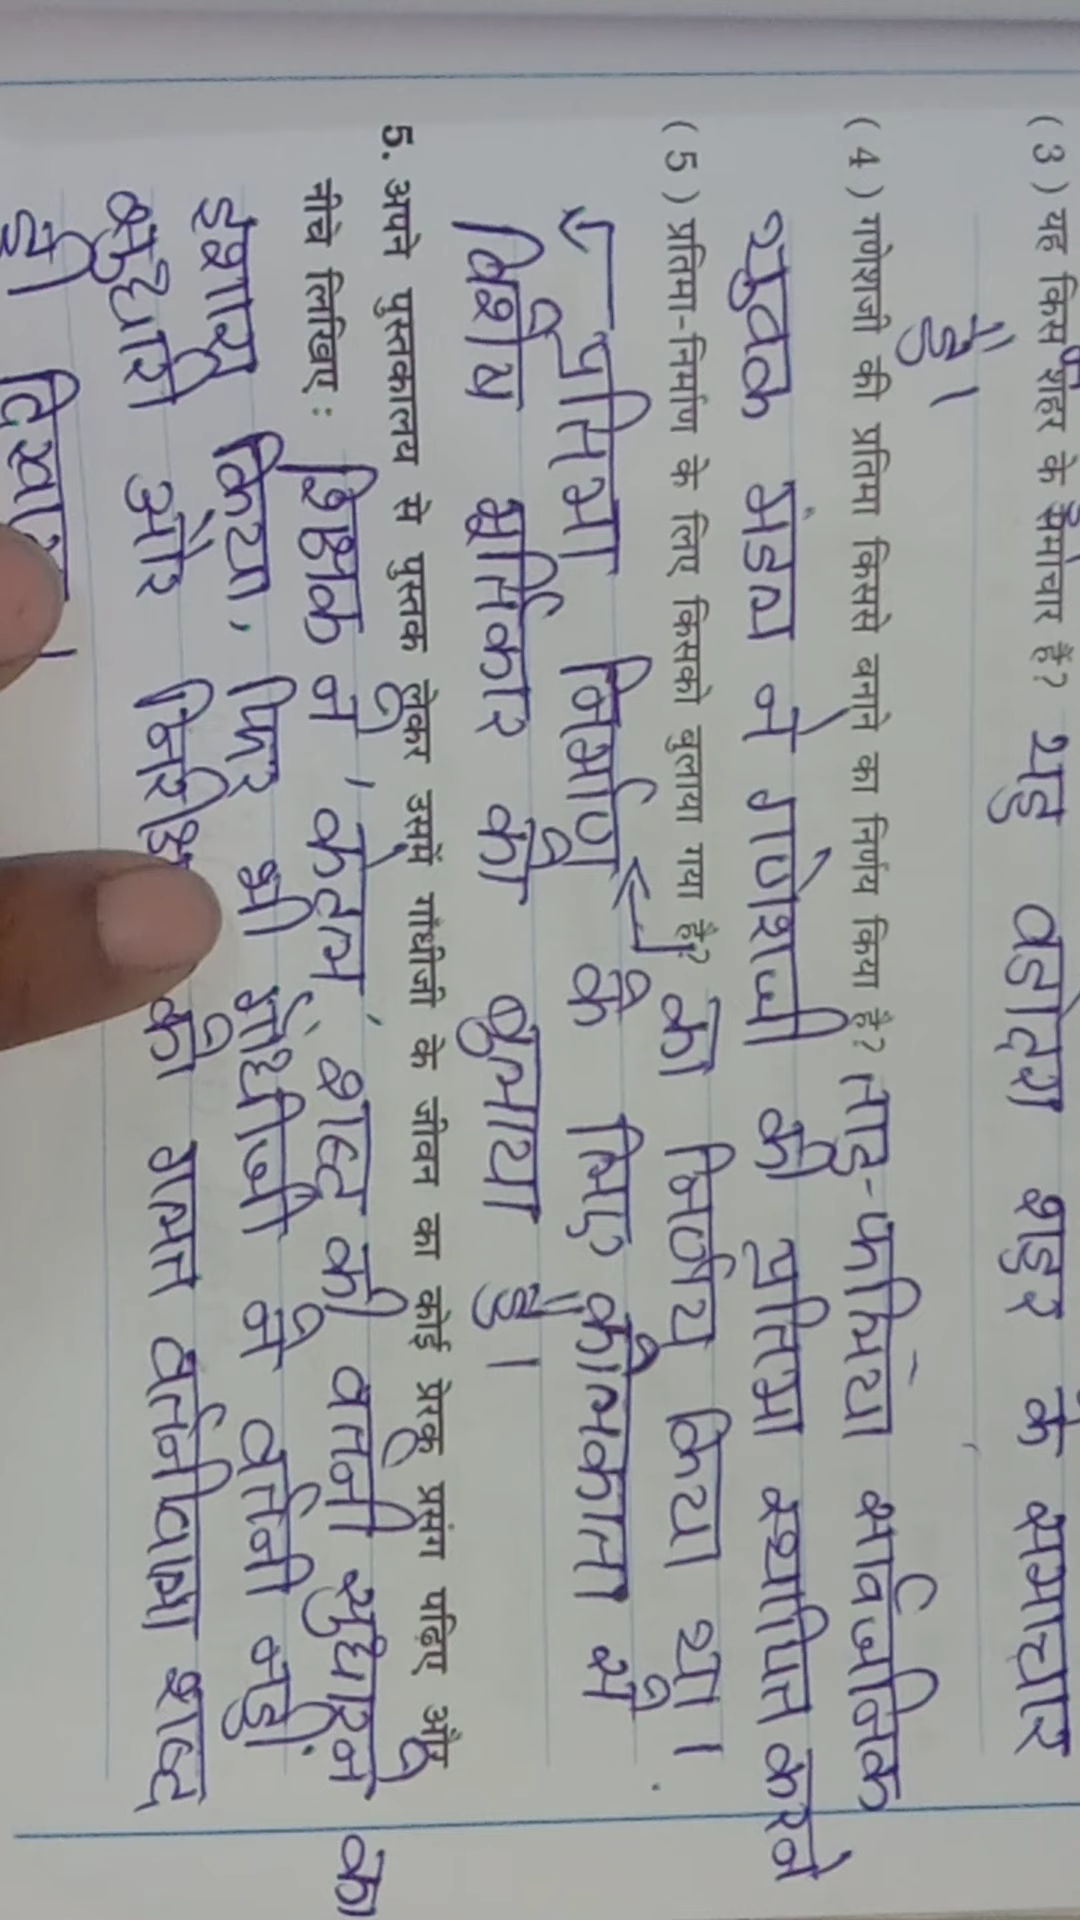 ( 3 ) यह किस शहर के समाचार हैं? यह वडोदरा शहर के समाचार
हैं।
( 4 ) गणेशजी की प्रतिमा किससे बनाने का निर्णय किया है? ताइ-फळिया सार्वजनिक
युवक मंडल ने गणेशजी की प्रतिमा स्थापित करने
( 5 ) प्रतिमा-निर्माण के लिए किसको बुलाया गया है? का निर्णय किया था।
प्रतिमा निर्माण के लिए कोलकाता से
विशेष मूर्तिकार को बुलाया हैं।
5. अपने पुस्तकालय से पुस्तक लेकर उसमें गाँधीजी के जीवन का कोई प्रेरक प्रसंग पढ़िए और
नीचे लिखिए : शिक्षक ने 'केटल' शब्द की वर्तनी सुधारने का
इशारा किया, फिर भी गाँधीजी ने वर्तनी नहीं
सुधारी और को गलत वर्तनीवाला शब्द
ही